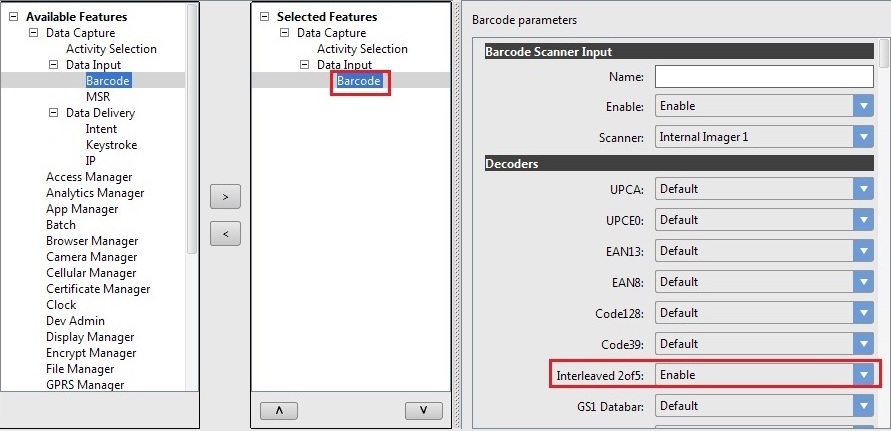 Available Features
Data Capture
Activity Selection
Data Input
Barcode
MSR
Data Delivery
Intent
Keystroke
IP
Access Manager
Analytics Manager
App Manager
Batch
Browser Manager
Camera Manager
Cellular Manager
Certificate Manager
Clock
Dev Admin
Display Manager
Encrypt Manager
File Manager
GPRS Manager
>
<
Selected Features
Data Capture
Activity Selection
Data Input
Barcode
Λ
V
Barcode parameters
Barcode Scanner Input
Name:
Enable: Enable
Scanner: Internal Imager 1
Decoders
UPCA: Default
UPCE0: Default
EAN13: Default
EAN8: Default
Code128: Default
Code39: Default
Interleaved 2of5: Enable
GS1 Databar: Default